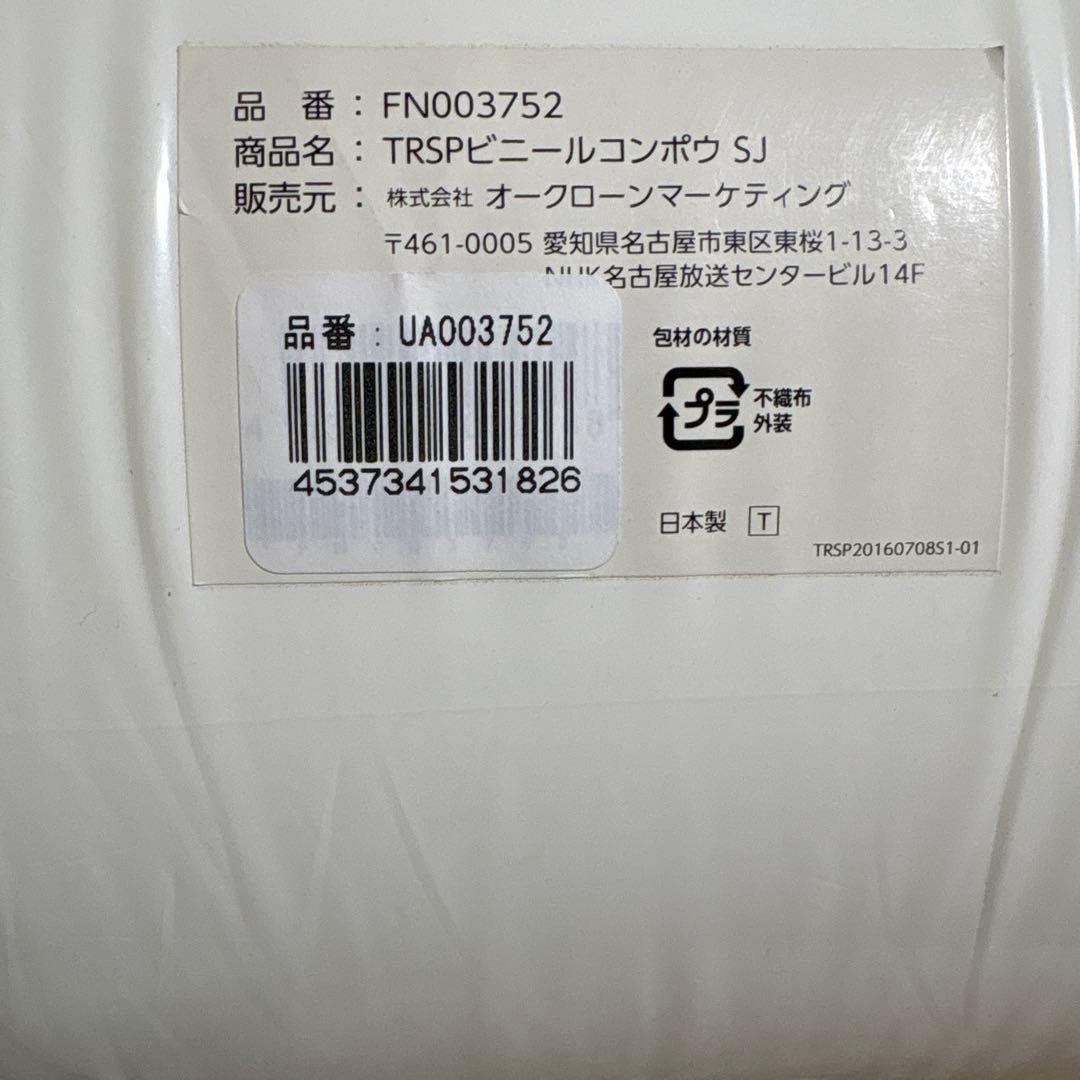 品 番 : FN003752
商品名 : TRSPビニールコンポウ SJ
販売元 : 株式会社 オークローンマーケティング
〒461-0005 愛知県名古屋市東区東桜1-13-3
NHK名古屋放送センタービル14F
品番 : UA003752
4537341531826
包材の材質
プラ
不織布
外装
日本製 T
TRSP20160708S1-01